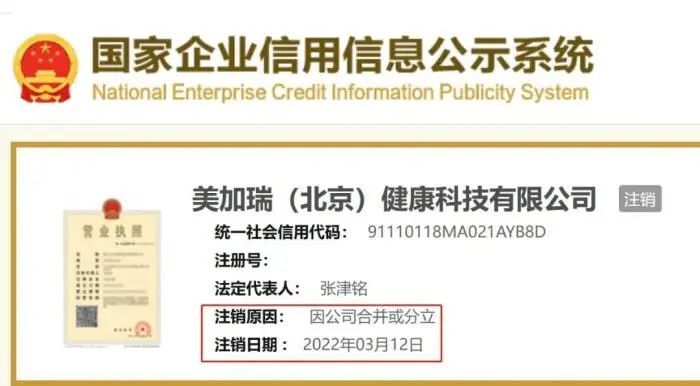 国家企业信用信息公示系统
National Enterprise Credit Information Publicity System
美加瑞（北京）健康科技有限公司 注销
统一社会信用代码： 91110118MA021AYB8D
注册号：
法定代表人： 张津铭
注销原因： 因公司合并或分立
注销日期： 2022年03月12日
营业执照